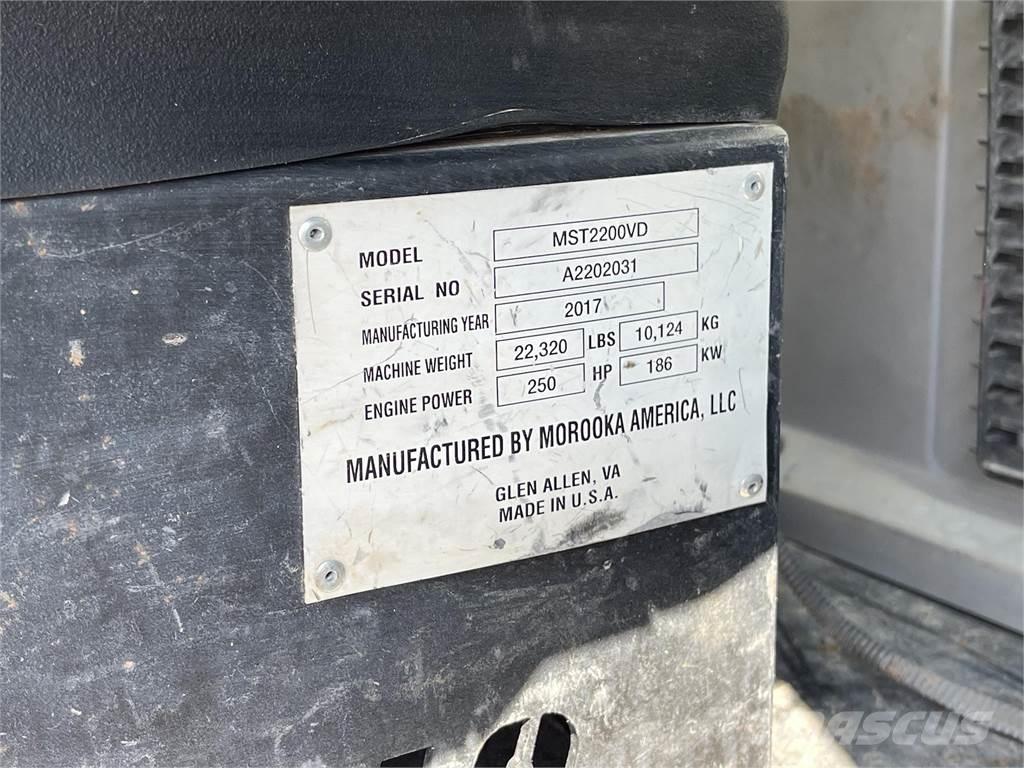 MODEL MST2200VD
SERIAL NO A2202031
MANUFACTURING YEAR 2017
MACHINE WEIGHT 22,320 LBS 10,124 KG
ENGINE POWER 250 HP 186 KW
MANUFACTURED BY MOROOKA AMERICA, LLC
GLEN ALLEN, VA
MADE IN U.S.A.
MASCUS